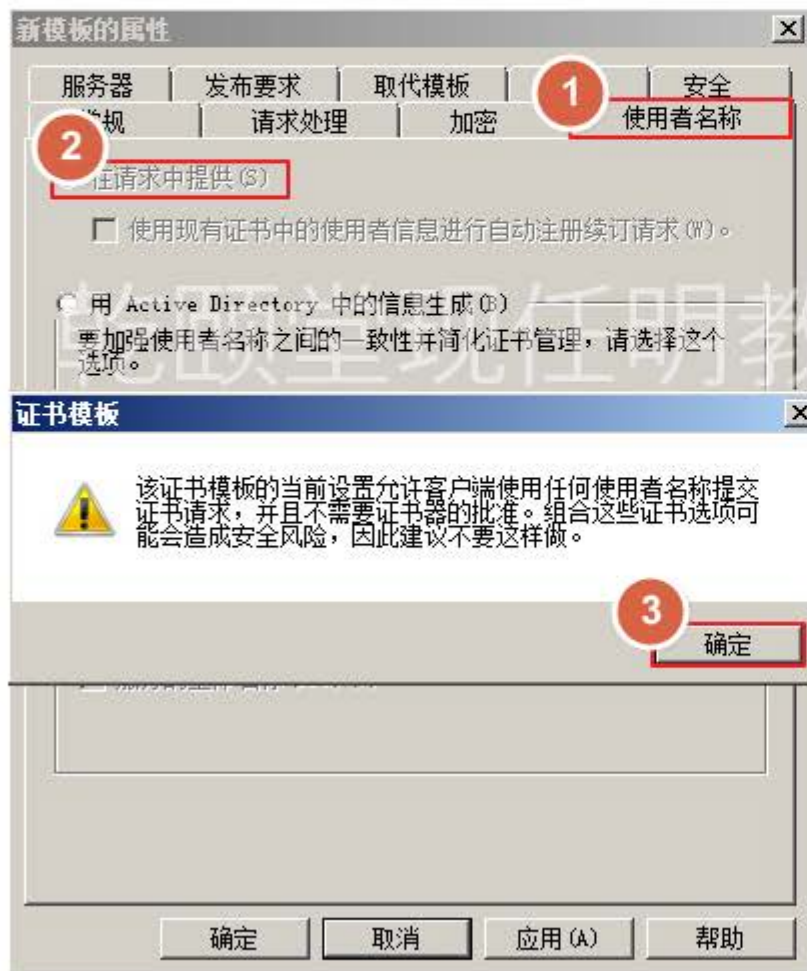 新模板的属性
服务器 发布要求 取代模板 安全
1
常规 请求处理 加密 使用者名称
2
在请求中提供(S)
使用现有证书中的使用者信息进行自动注册续订请求(W)。
用 Active Directory 中的信息生成(B)
要加强使用者名称之间的一致性并简化证书管理，请选择这个
选项。
乾颐堂现任明教
证书模板
该证书模板的当前设置允许客户端使用任何使用者名称提交
证书请求，并且不需要证书器的批准。组合这些证书选项可
能会造成安全风险，因此建议不要这样做。
3
确定
确定 取消 应用(A) 帮助